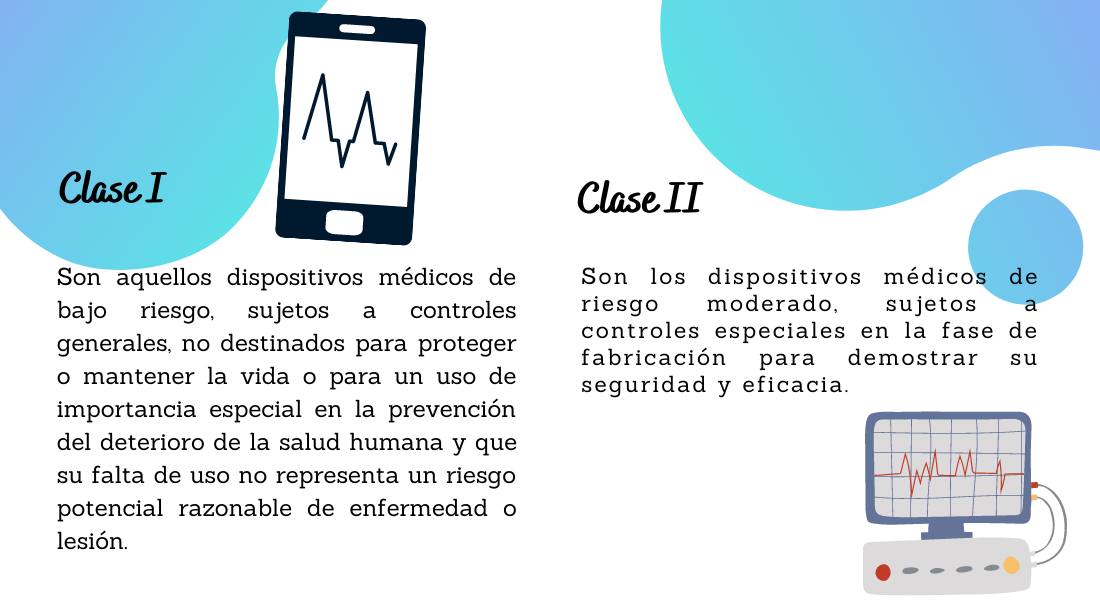 Clase I
Son aquellos dispositivos médicos de
bajo riesgo, sujetos a controles
generales, no destinados para proteger
o mantener la vida o para un uso de
importancia especial en la prevención
del deterioro de la salud humana y que
su falta de uso no representa un riesgo
potencial razonable de enfermedad o
lesión.
Clase II
Son los dispositivos médicos de
riesgo moderado, sujetos a
controles especiales en la fase de
fabricación para demostrar su
seguridad y eficacia.